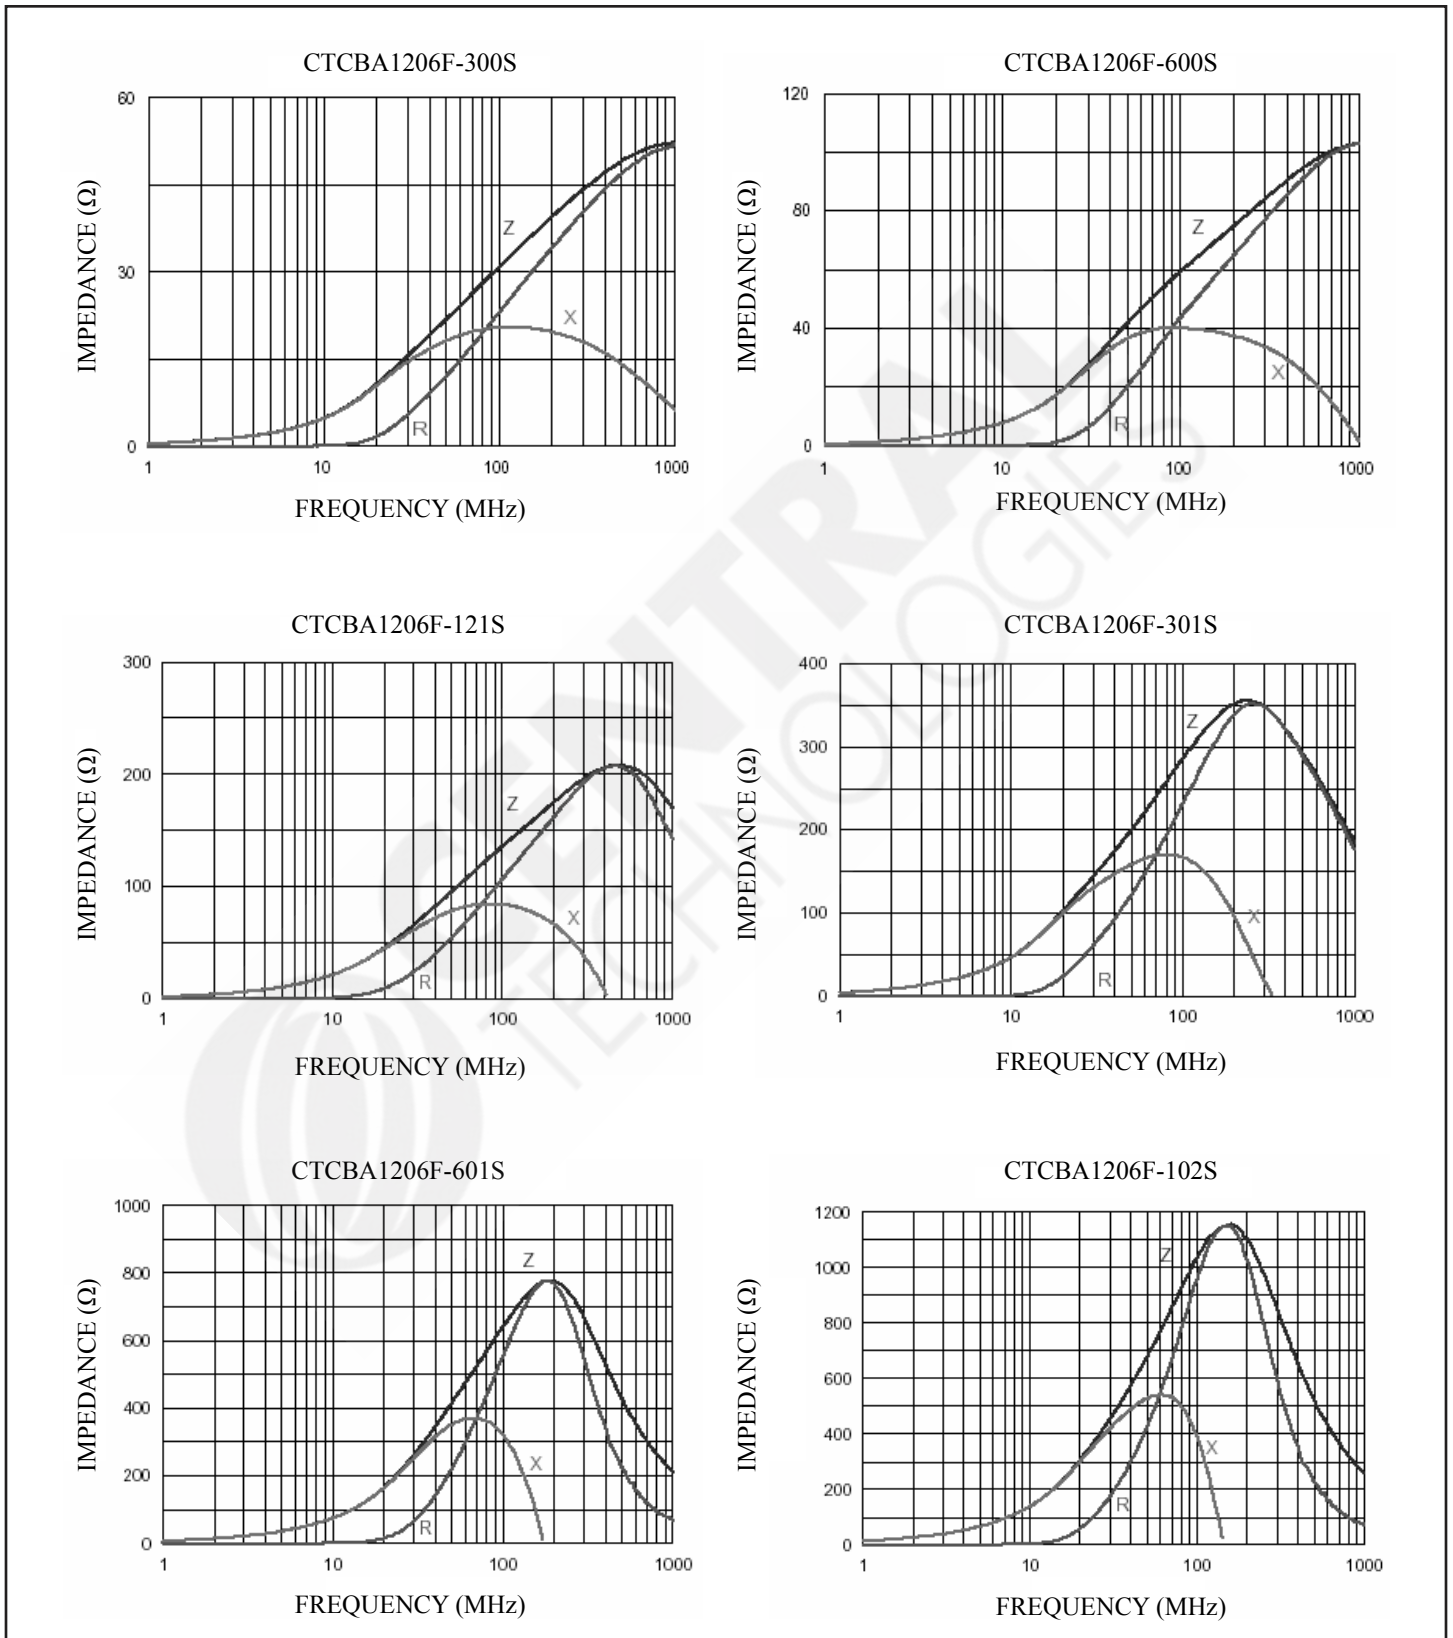 CTCBA1206F-300S
60
30
0
IMPEDANCE (Ω)
Z
X
R
1 10 100 1000
FREQUENCY (MHz)
CTCBA1206F-600S
120
80
40
0
IMPEDANCE (Ω)
Z
X
R
1 10 100 1000
FREQUENCY (MHz)
CTCBA1206F-121S
300
200
100
0
IMPEDANCE (Ω)
Z
X
R
1 10 100 1000
FREQUENCY (MHz)
CTCBA1206F-301S
400
300
200
100
0
IMPEDANCE (Ω)
Z
X
R
1 10 100 1000
FREQUENCY (MHz)
CTCBA1206F-601S
1000
800
600
400
200
0
IMPEDANCE (Ω)
Z
X
R
1 10 100 1000
FREQUENCY (MHz)
CTCBA1206F-102S
1200
1000
800
600
400
200
0
IMPEDANCE (Ω)
Z
X
R
1 10 100 1000
FREQUENCY (MHz)
CENTRAL
TECHNOLOGIES